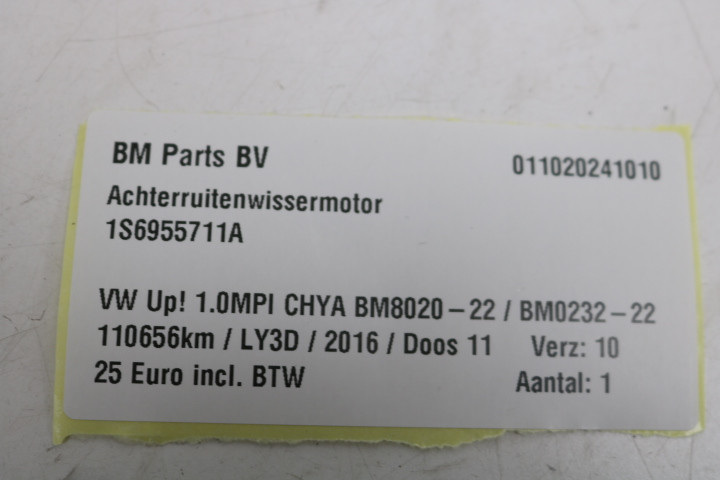 BM Parts BV 011020241010
Achterruitenwissermotor
1S6955711A
VW Up! 1.0MPI CHYA BM8020-22 / BM0232-22
110656km / LY3D / 2016 / Doos 11 Verz: 10
25 Euro incl. BTW Aantal: 1